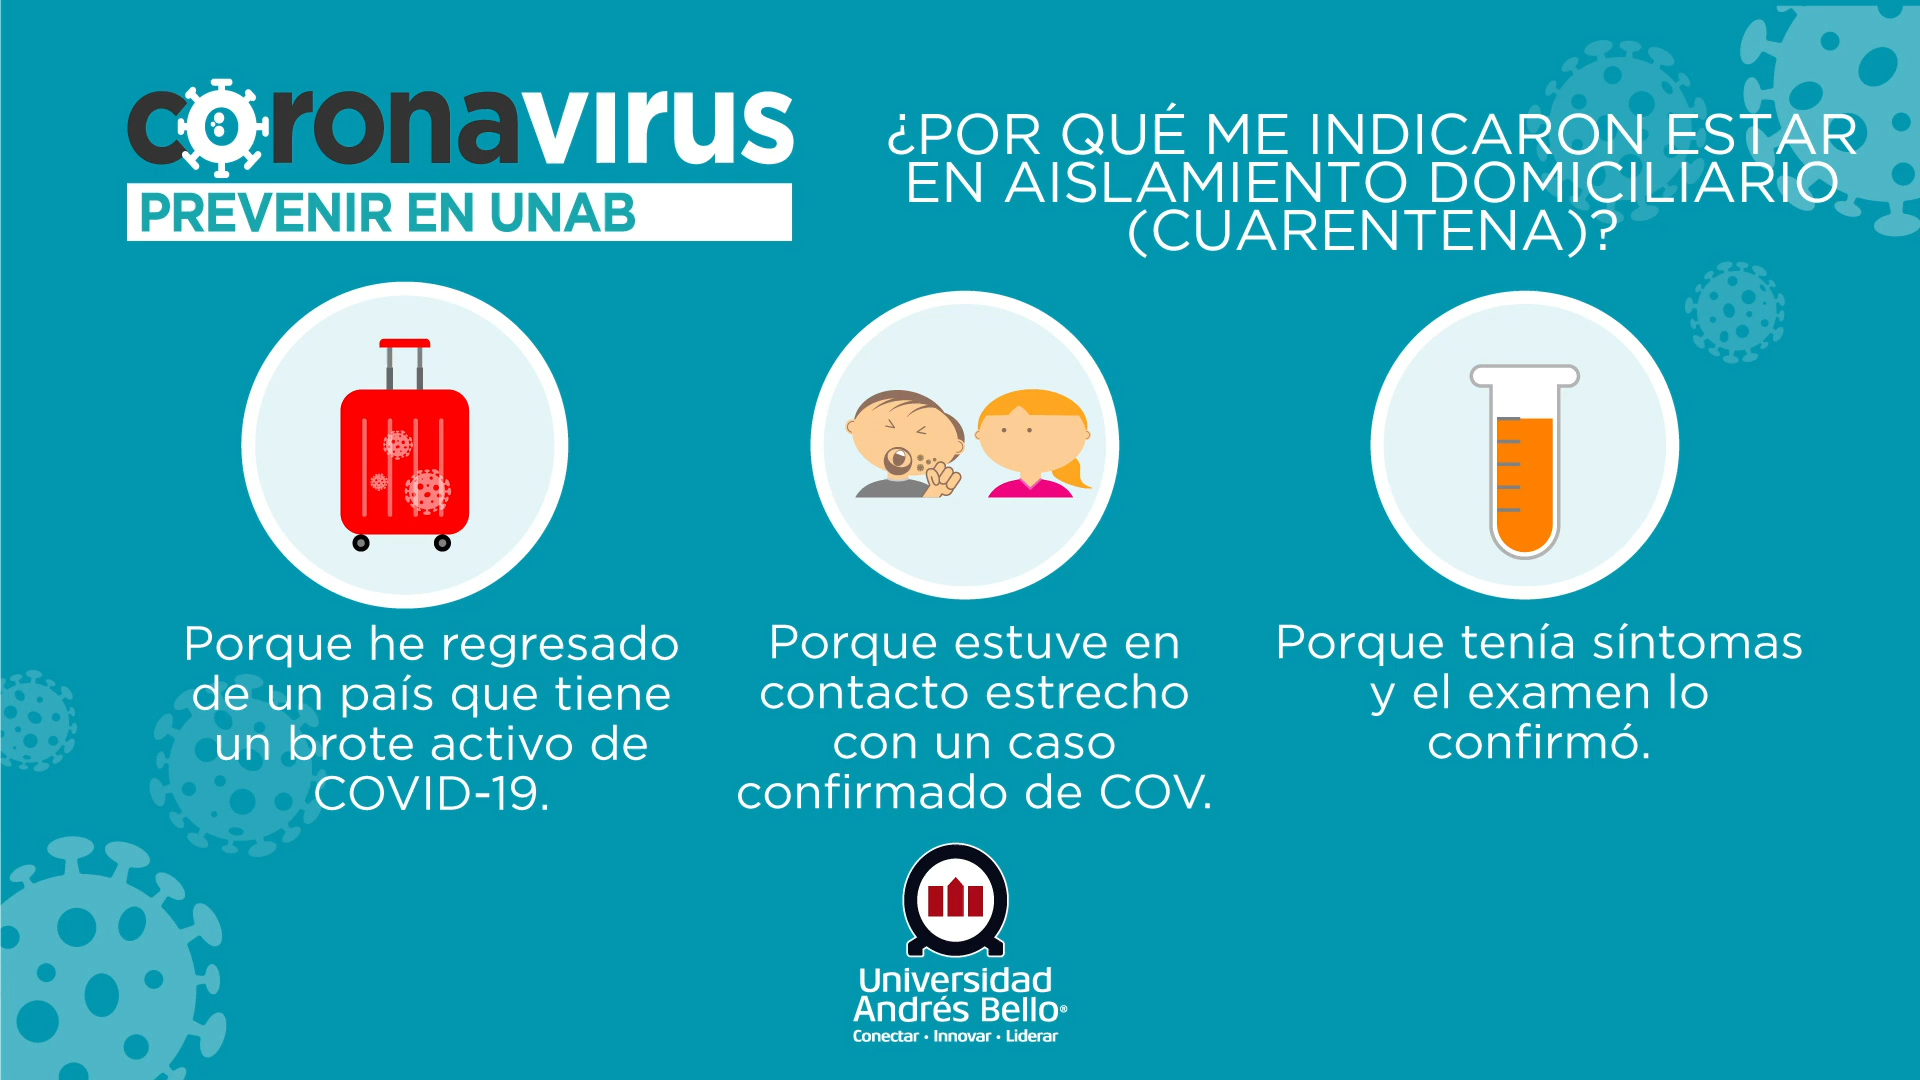 coronavirus
PREVENIR EN UNAB
¿POR QUÉ ME INDICARON ESTAR
EN AISLAMIENTO DOMICILIARIO
(CUARENTENA)?
Porque he regresado
de un país que tiene
un brote activo de
COVID-19.
Porque estuve en
contacto estrecho
con un caso
confirmado de COV.
Porque tenía síntomas
y el examen lo
confirmó.
Universidad
Andrés Bello®
Conectar • Innovar • Liderar